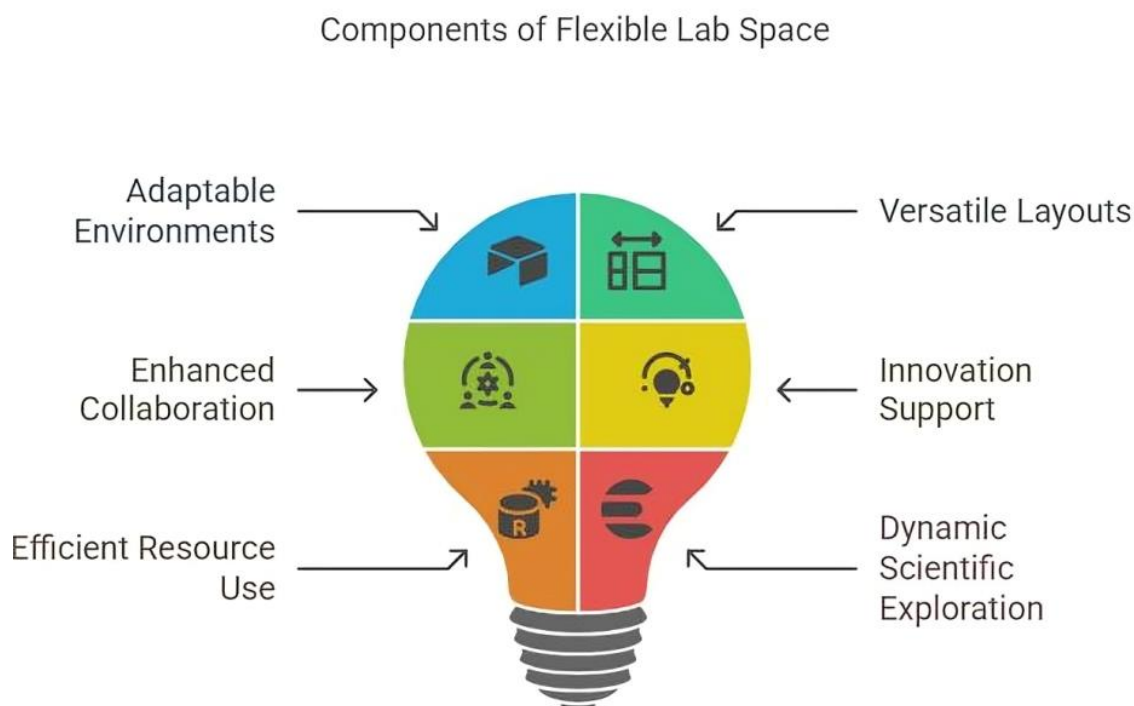 Components of Flexible Lab Space
Adaptable
Environments
Versatile Layouts
Enhanced
Collaboration
Innovation
Support
R
Efficient Resource
Use
Dynamic
Scientific
Exploration